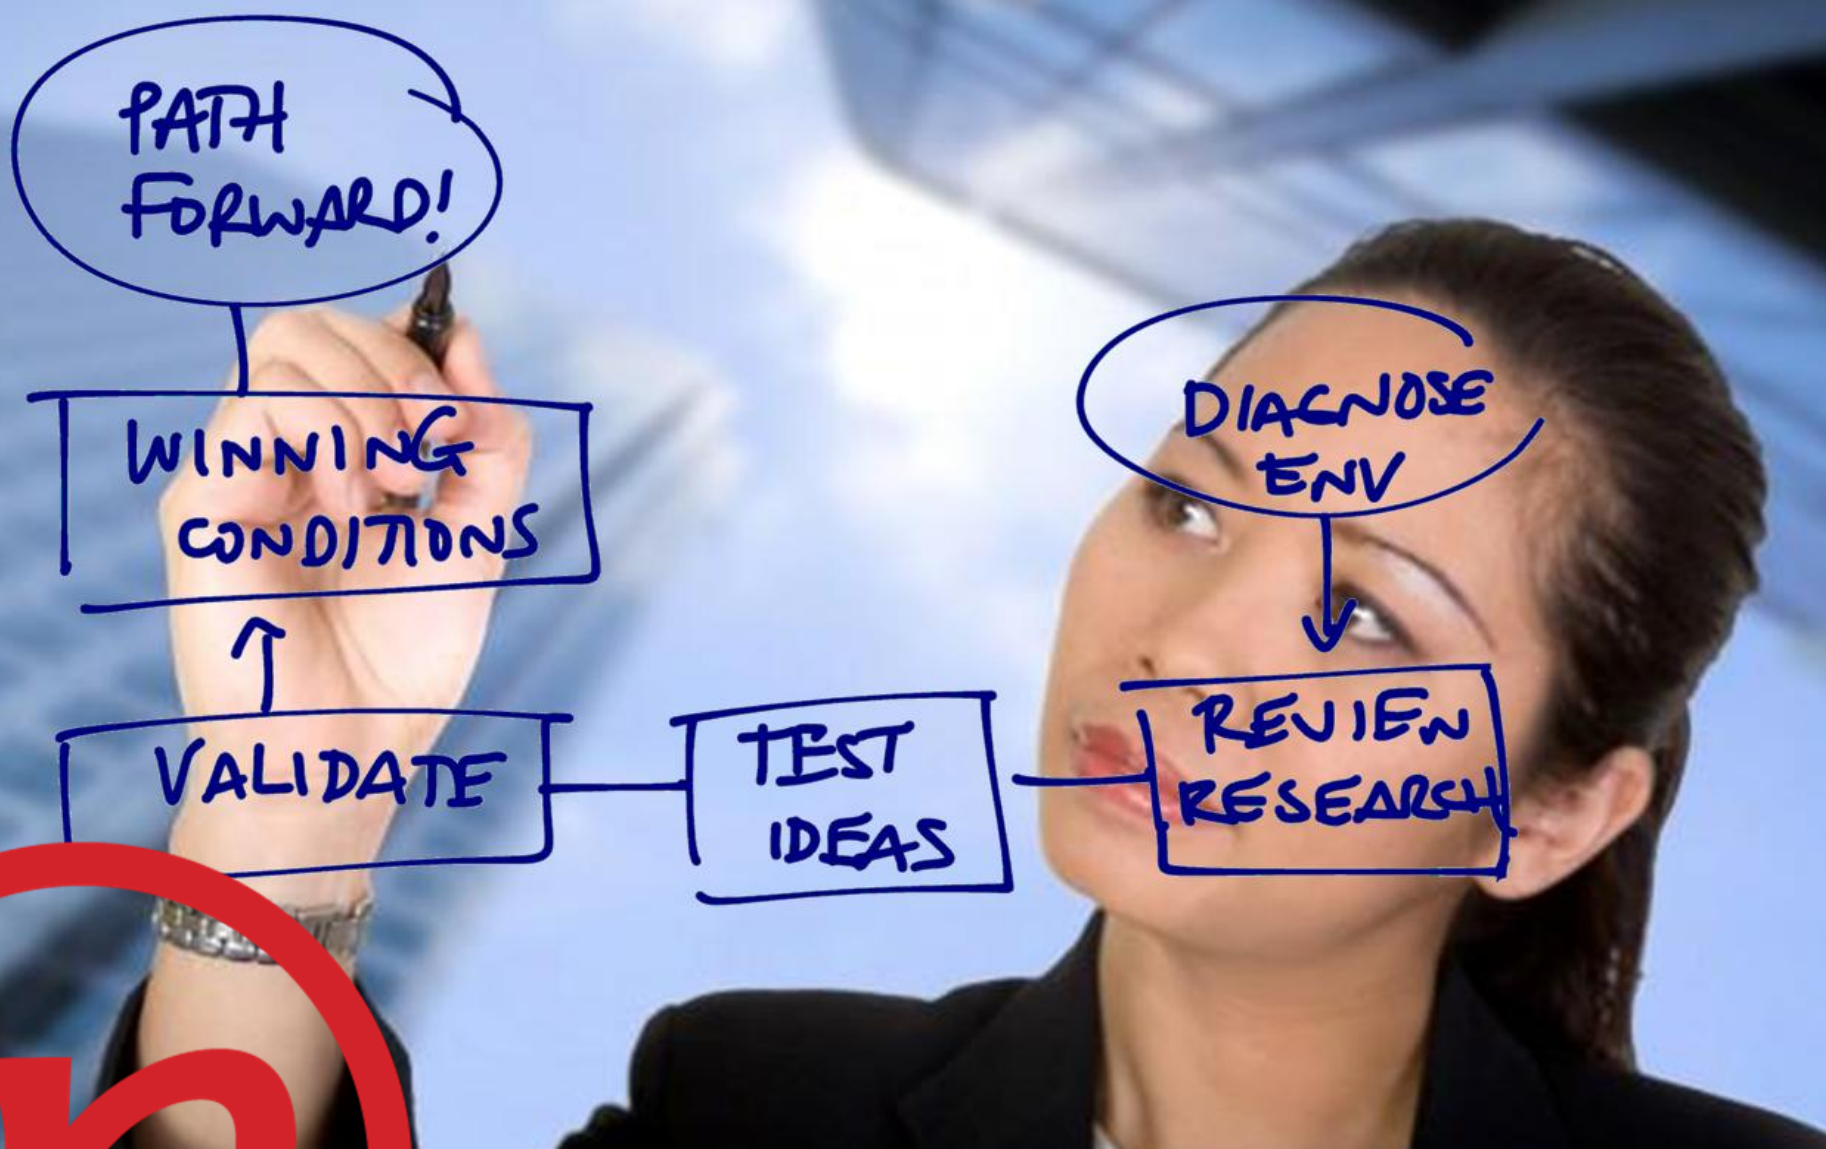 PATH
FORWARD!
WINNING
CONDITIONS
DIAGNOSE
ENV
VALIDATE
TEST
IDEAS
REVIEW
RESEARCH
n